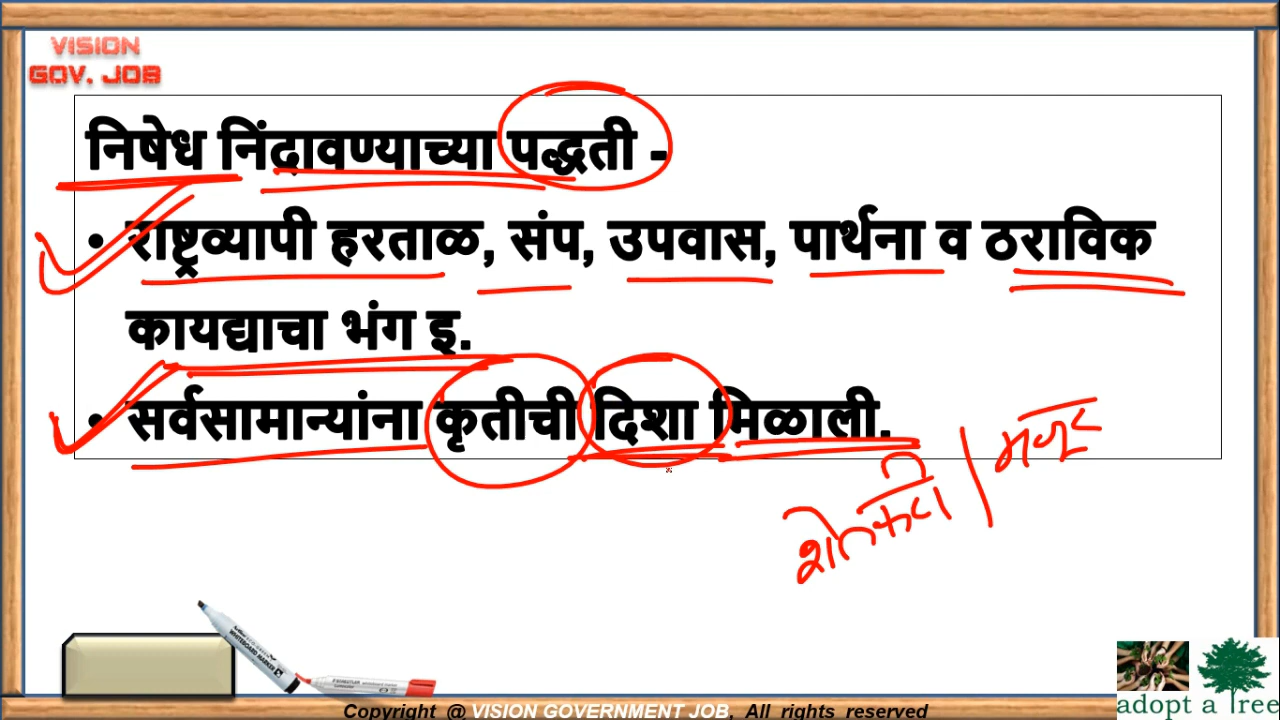 VISION
GOV. JOB
निषेध निंदावण्याच्या पद्धती -
• राष्ट्रव्यापी हरताळ, संप, उपवास, पार्थना व ठराविक
कायद्याचा भंग इ.
• सर्वसामान्यांना कृतीची दिशा मिळाली.
शेतकरी / मजूर
adopt a Tree
Copyright @ VISION GOVERNMENT JOB, All rights reserved